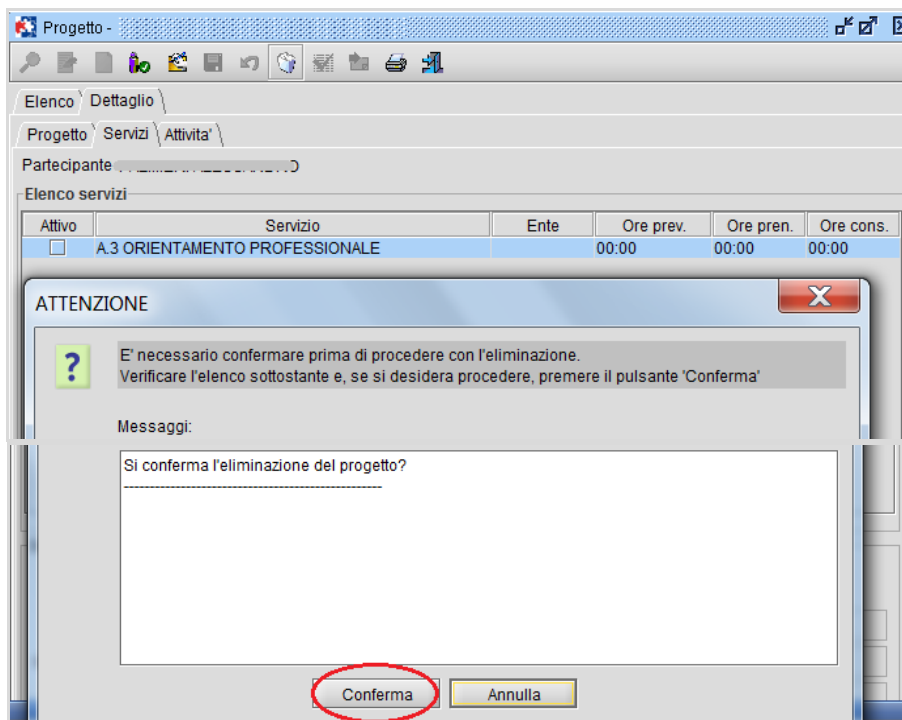 Progetto -
Elenco Dettaglio
Progetto Servizi Attivita'
Partecipante
Elenco servizi
Attivo Servizio Ente Ore prev. Ore pren. Ore cons.
A.3 ORIENTAMENTO PROFESSIONALE 00:00 00:00 00:00
ATTENZIONE
E' necessario confermare prima di procedere con l'eliminazione.
Verificare l'elenco sottostante e, se si desidera procedere, premere il pulsante 'Conferma'
Messaggi:
Si conferma l'eliminazione del progetto?
--------------------------------------------------
Conferma Annulla